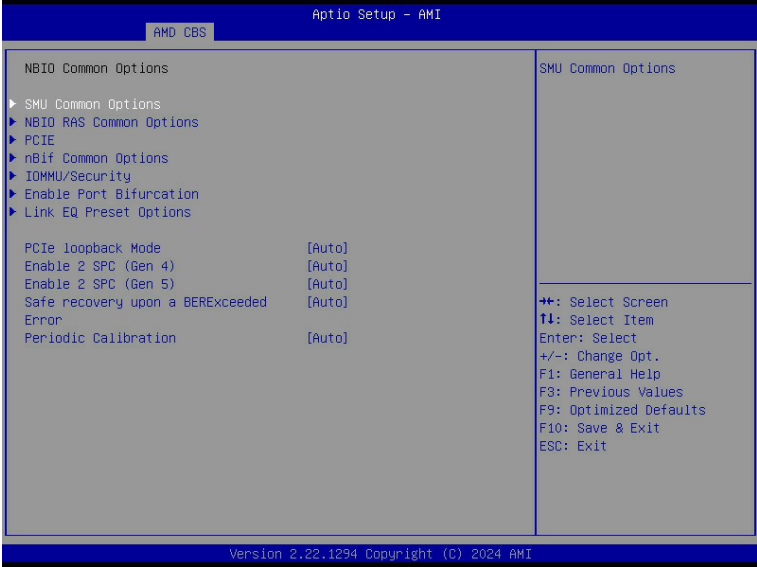 Aptio Setup – AMI
AMD CBS
NBIO Common Options
SMU Common Options
NBIO RAS Common Options
PCIE
nBif Common Options
IOMMU/Security
Enable Port Bifurcation
Link EQ Preset Options
PCIe loopback Mode [Auto]
Enable 2 SPC (Gen 4) [Auto]
Enable 2 SPC (Gen 5) [Auto]
Safe recovery upon a BERExceeded [Auto]
Error
Periodic Calibration [Auto]
SMU Common Options
→←: Select Screen
↑↓: Select Item
Enter: Select
+/-: Change Opt.
F1: General Help
F3: Previous Values
F9: Optimized Defaults
F10: Save & Exit
ESC: Exit
Version 2.22.1294 Copyright (C) 2024 AMI